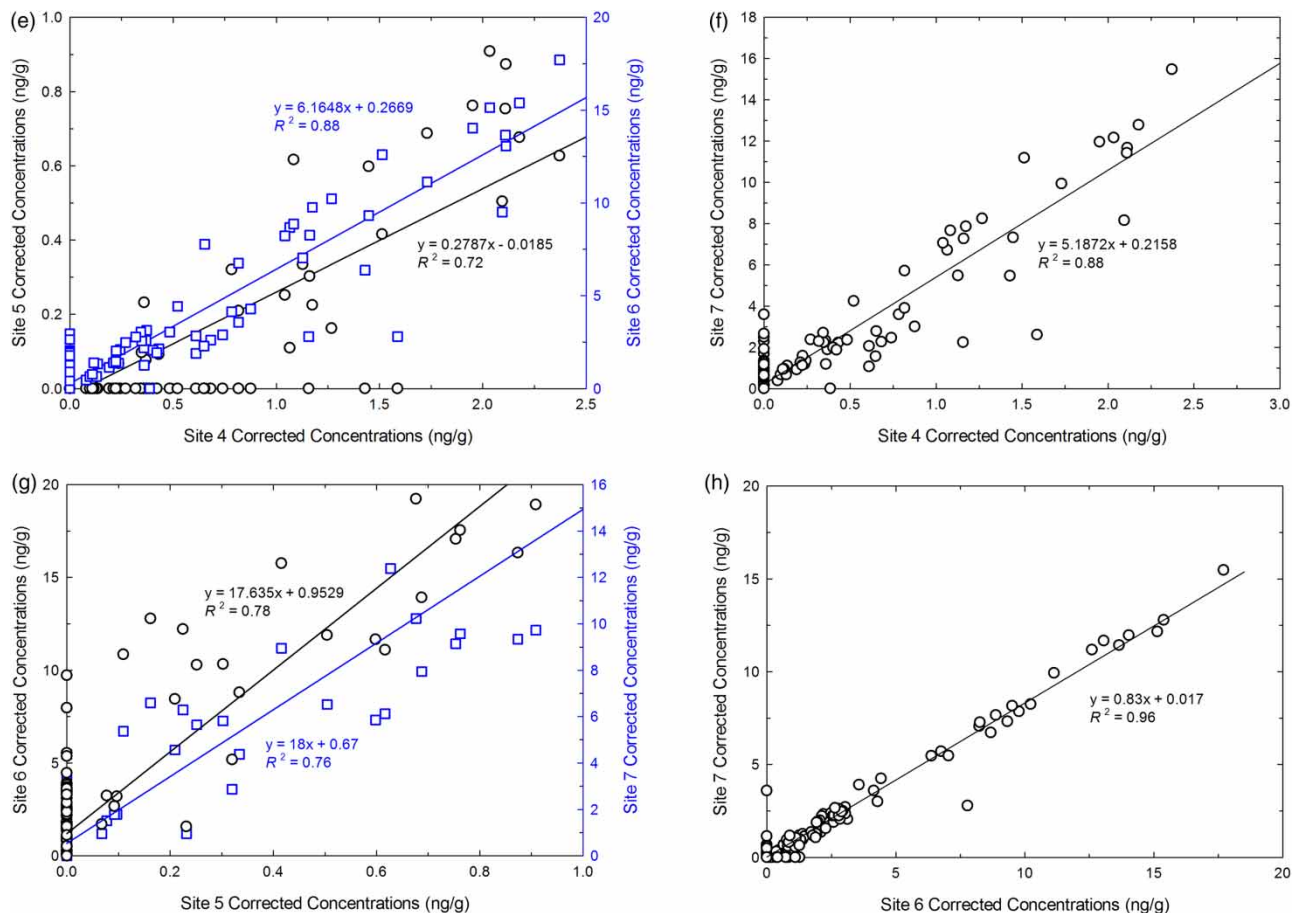 (e)
1.0
0.8
0.6
0.4
0.2
0.0
Site 5 Corrected Concentrations (ng/g)
20
15
10
5
0
Site 6 Corrected Concentrations (ng/g)
y = 6.1648x + 0.2669
R² = 0.88
y = 0.2787x - 0.0185
R² = 0.72
0.0 0.5 1.0 1.5 2.0 2.5
Site 4 Corrected Concentrations (ng/g)
(f)
18
16
14
12
10
8
6
4
2
0
Site 7 Corrected Concentrations (ng/g)
y = 5.1872x + 0.2158
R² = 0.88
0.0 0.5 1.0 1.5 2.0 2.5 3.0
Site 4 Corrected Concentrations (ng/g)
(g)
20
15
10
5
0
Site 6 Corrected Concentrations (ng/g)
16
14
12
10
8
6
4
2
0
Site 7 Corrected Concentrations (ng/g)
y = 17.635x + 0.9529
R² = 0.78
y = 18x + 0.67
R² = 0.76
0.0 0.2 0.4 0.6 0.8 1.0
Site 5 Corrected Concentrations (ng/g)
(h)
20
15
10
5
0
Site 7 Corrected Concentrations (ng/g)
y = 0.83x + 0.017
R² = 0.96
0 5 10 15 20
Site 6 Corrected Concentrations (ng/g)